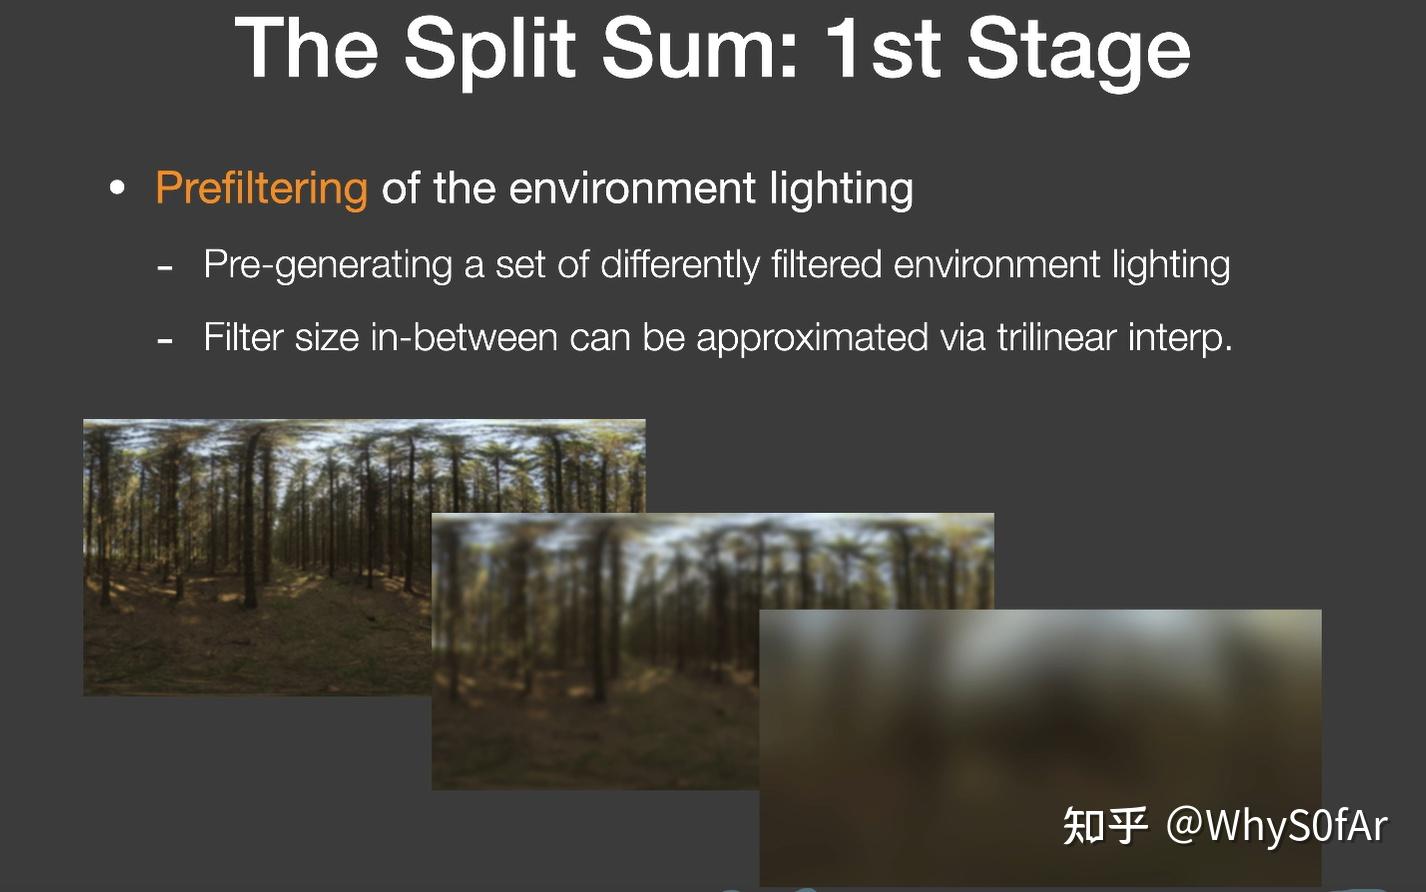 The Split Sum: 1st Stage
• Prefiltering of the environment lighting
- Pre-generating a set of differently filtered environment lighting
- Filter size in-between can be approximated via trilinear interp.
知乎 @WhyS0fAr